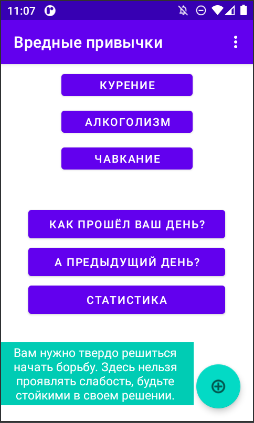 11:07
Вредные привычки
КУРЕНИЕ
АЛКОГОЛИЗМ
ЧАВКАНИЕ
КАК ПРОШЁЛ ВАШ ДЕНЬ?
А ПРЕДЫДУЩИЙ ДЕНЬ?
СТАТИСТИКА
Вам нужно твердо решиться
начать борьбу. Здесь нельзя
проявлять слабость, будьте
стойкими в своем решении.